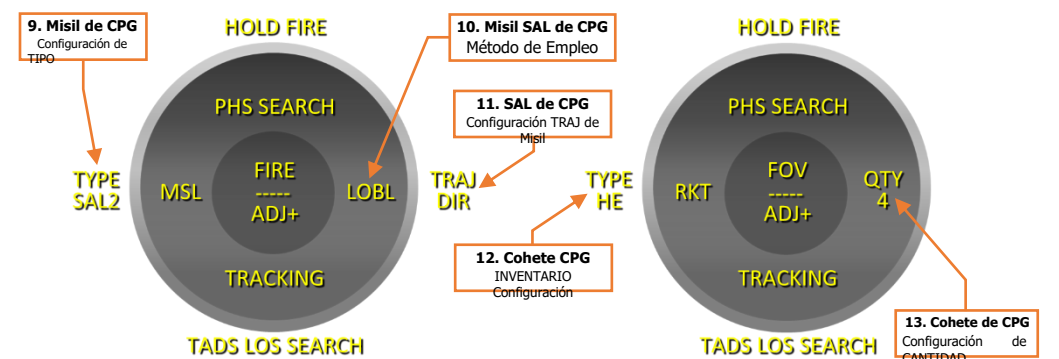 9. Misil de CPG
Configuración de
TIPO
HOLD FIRE
PHS SEARCH
TYPE
SAL2
MSL
FIRE
-----
ADJ+
LOBL
TRAJ
DIR
TRACKING
TADS LOS SEARCH
10. Misil SAL de CPG
Método de Empleo
11. SAL de CPG
Configuración TRAJ de
Misil
12. Cohete CPG
INVENTARIO
Configuración
HOLD FIRE
PHS SEARCH
TYPE
HE
RKT
FOV
-----
ADJ+
QTY
4
TRACKING
TADS LOS SEARCH
13. Cohete de CPG
Configuración de
CANTIDAD